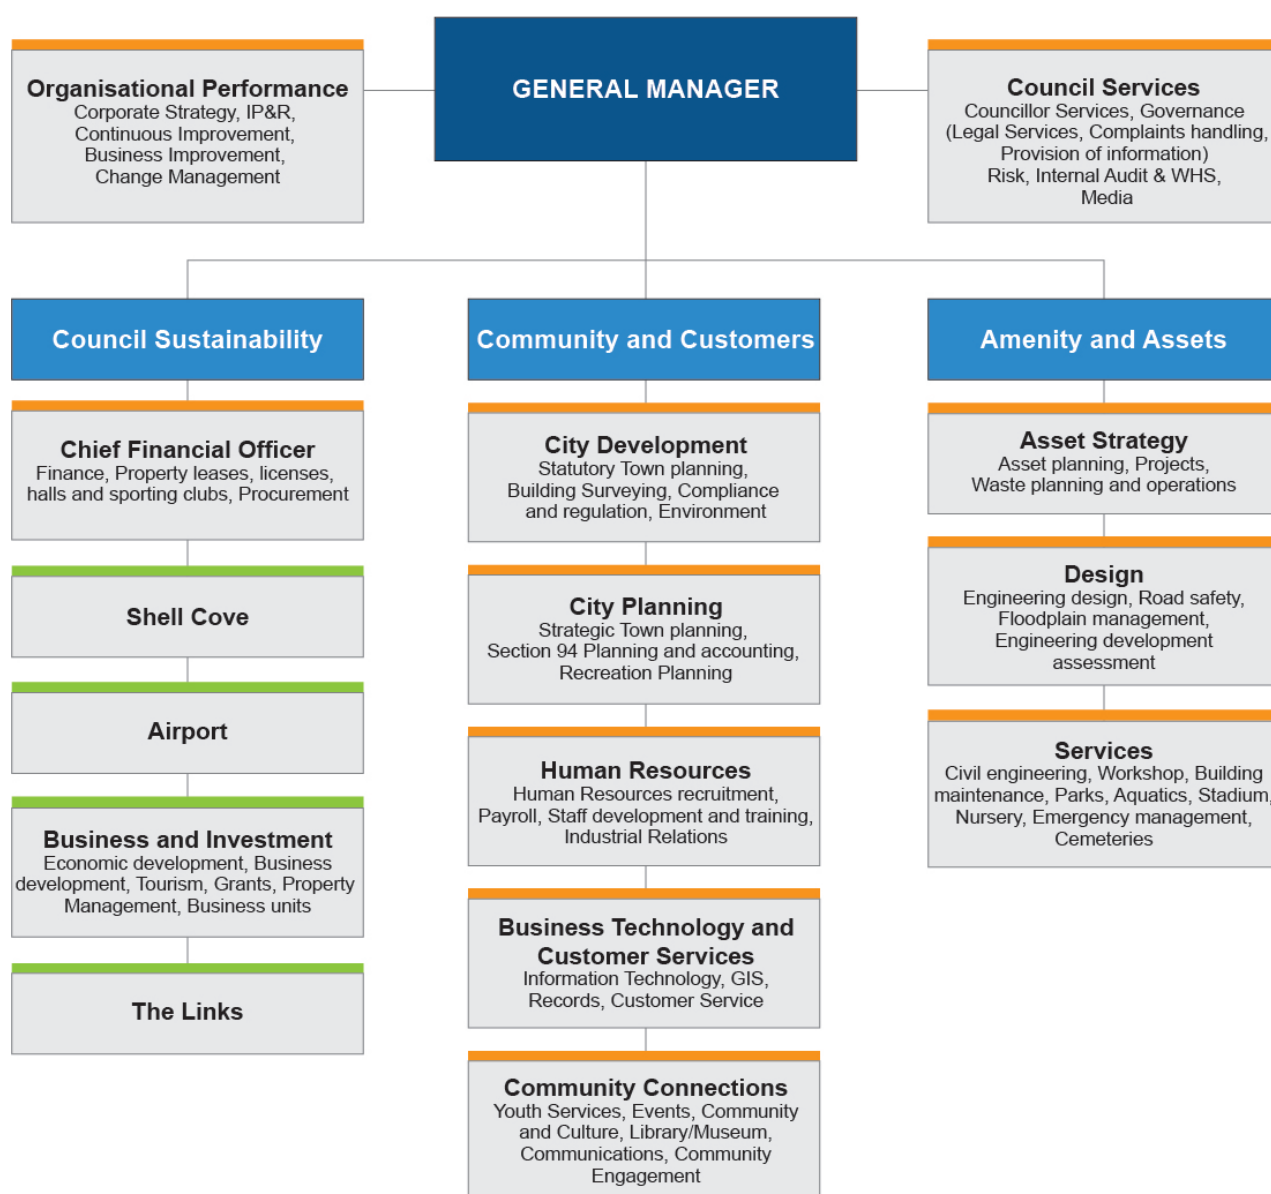 GENERAL MANAGER
Organisational Performance
Corporate Strategy, IP&R,
Continuous Improvement,
Business Improvement,
Change Management
Council Services
Councillor Services, Governance
(Legal Services, Complaints handling,
Provision of information)
Risk, Internal Audit & WHS,
Media
Council Sustainability
Chief Financial Officer
Finance, Property leases, licenses,
halls and sporting clubs, Procurement
Shell Cove
Airport
Business and Investment
Economic development, Business
development, Tourism, Grants, Property
Management, Business units
The Links
Community and Customers
City Development
Statutory Town planning,
Building Surveying, Compliance
and regulation, Environment
City Planning
Strategic Town planning,
Section 94 Planning and accounting,
Recreation Planning
Human Resources
Human Resources recruitment,
Payroll, Staff development and training,
Industrial Relations
Business Technology and
Customer Services
Information Technology, GIS,
Records, Customer Service
Community Connections
Youth Services, Events, Community
and Culture, Library/Museum,
Communications, Community
Engagement
Amenity and Assets
Asset Strategy
Asset planning, Projects,
Waste planning and operations
Design
Engineering design, Road safety,
Floodplain management,
Engineering development
assessment
Services
Civil engineering, Workshop, Building
maintenance, Parks, Aquatics, Stadium,
Nursery, Emergency management,
Cemeteries